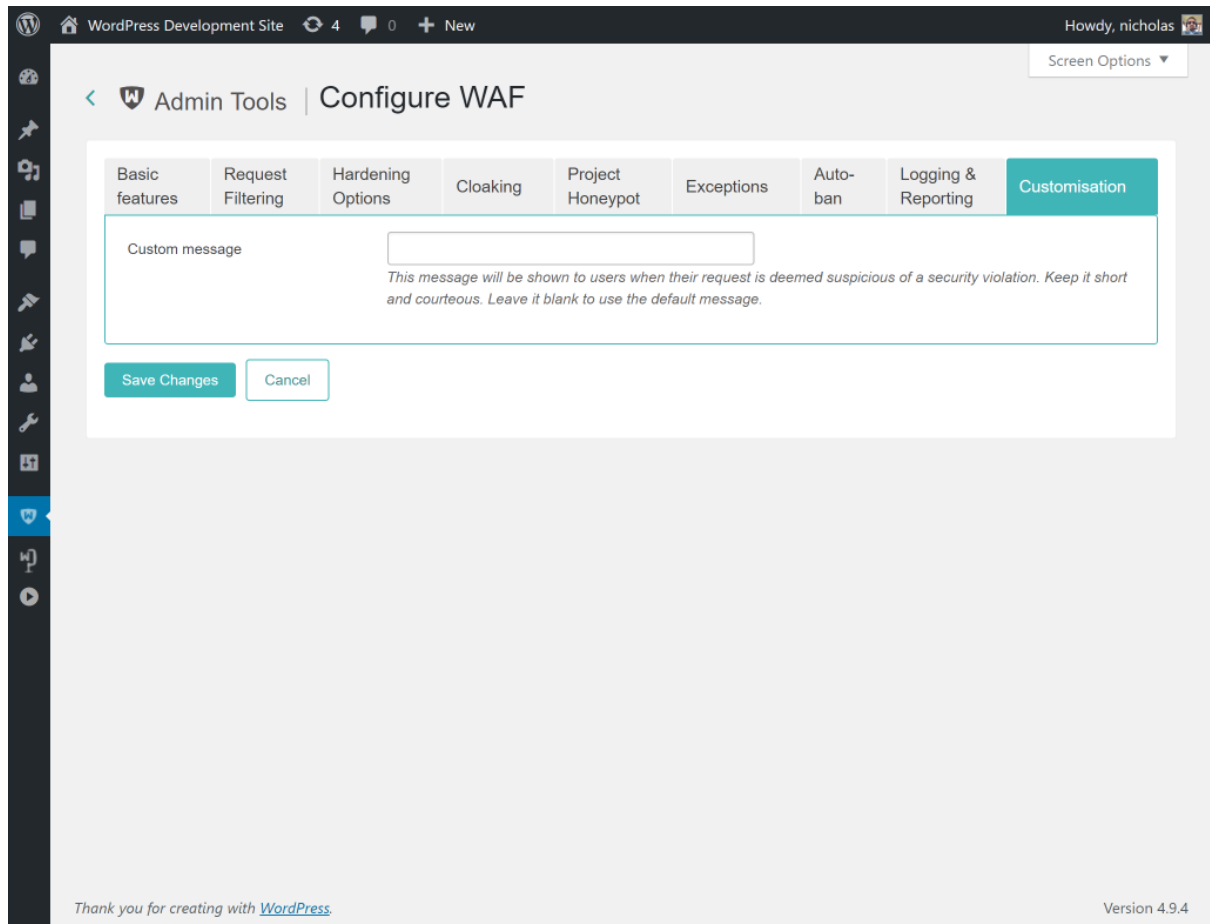 WordPress Development Site 4 0 New Howdy, nicholas
Screen Options
Admin Tools | Configure WAF
Basic features
Request Filtering
Hardening Options
Cloaking
Project Honeypot
Exceptions
Auto-ban
Logging & Reporting
Customisation
Custom message
This message will be shown to users when their request is deemed suspicious of a security violation. Keep it short
and courteous. Leave it blank to use the default message.
Save Changes Cancel
Thank you for creating with WordPress. Version 4.9.4